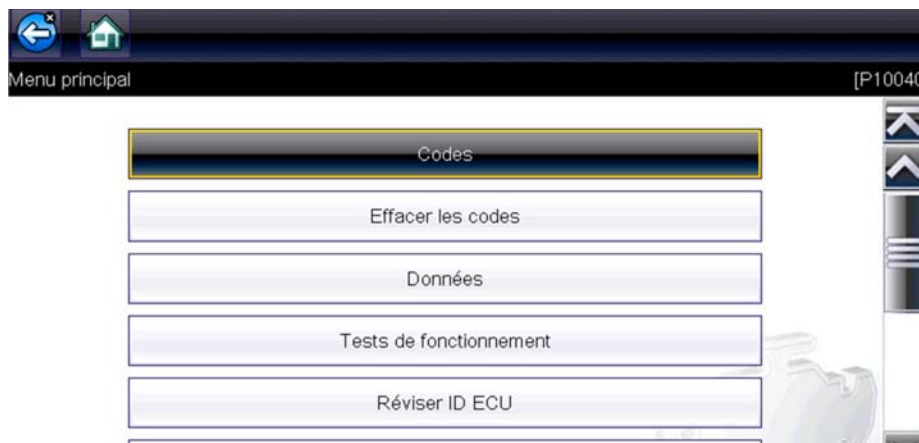 Menu principal
[P10040
Codes
Effacer les codes
Données
Tests de fonctionnement
Réviser ID ECU